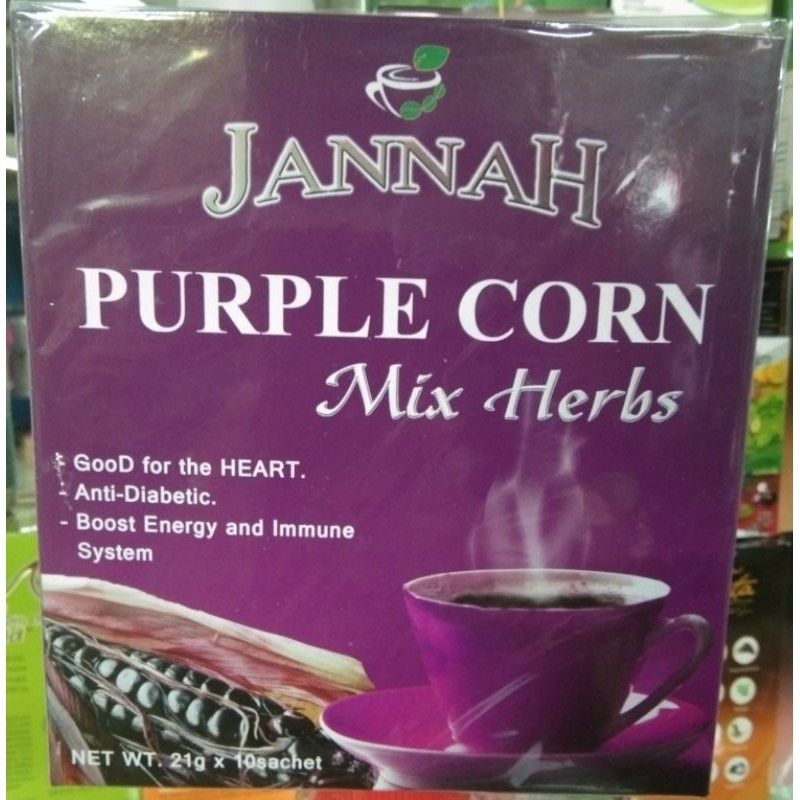 JANNAH
PURPLE CORN
Mix Herbs
- GooD for the HEART.
- Anti-Diabetic.
- Boost Energy and Immune
System
NET WT. 21g x 10sachet